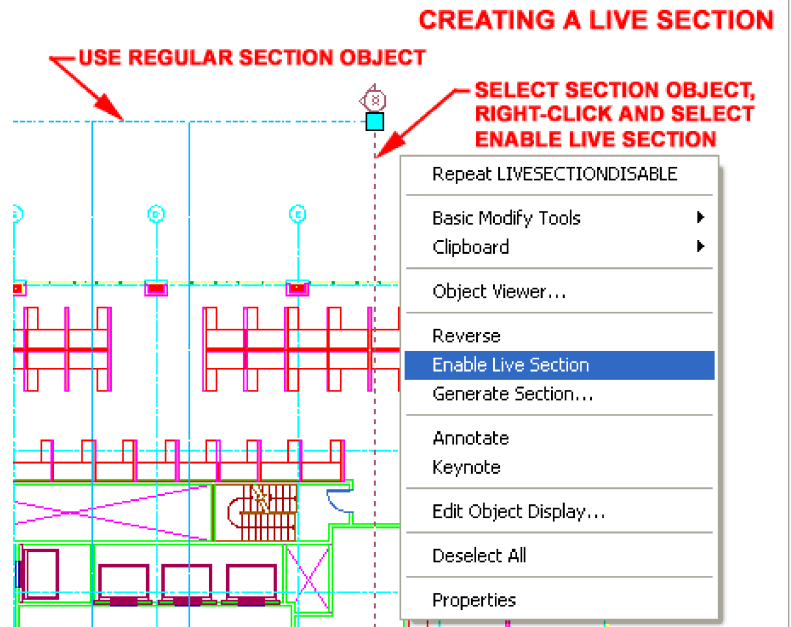 CREATING A LIVE SECTION
USE REGULAR SECTION OBJECT
SELECT SECTION OBJECT,
RIGHT-CLICK AND SELECT
ENABLE LIVE SECTION
Repeat LIVESECTIONDISABLE
Basic Modify Tools
Clipboard
Object Viewer...
Reverse
Enable Live Section
Generate Section...
Annotate
Keynote
Edit Object Display...
Deselect All
Properties